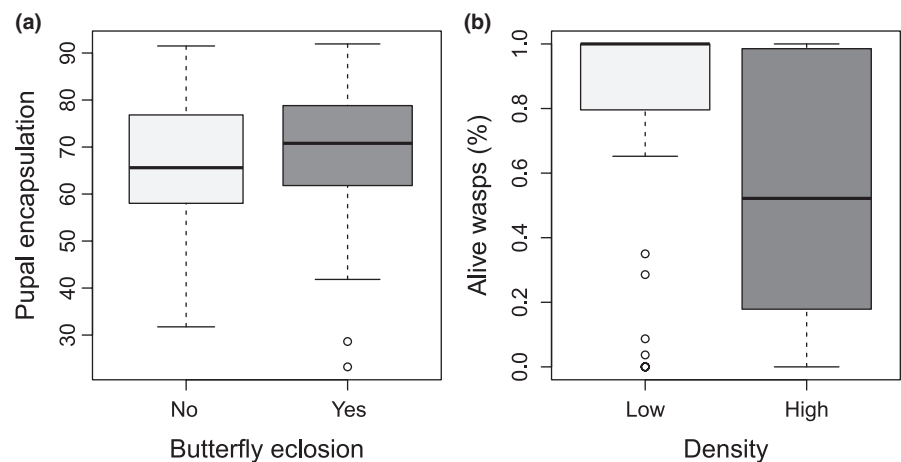 (a)
Pupal encapsulation
90
80
70
60
50
40
30
No Yes
Butterfly eclosion
(b)
Alive wasps (%)
1.0
0.8
0.6
0.4
0.2
0.0
Low High
Density